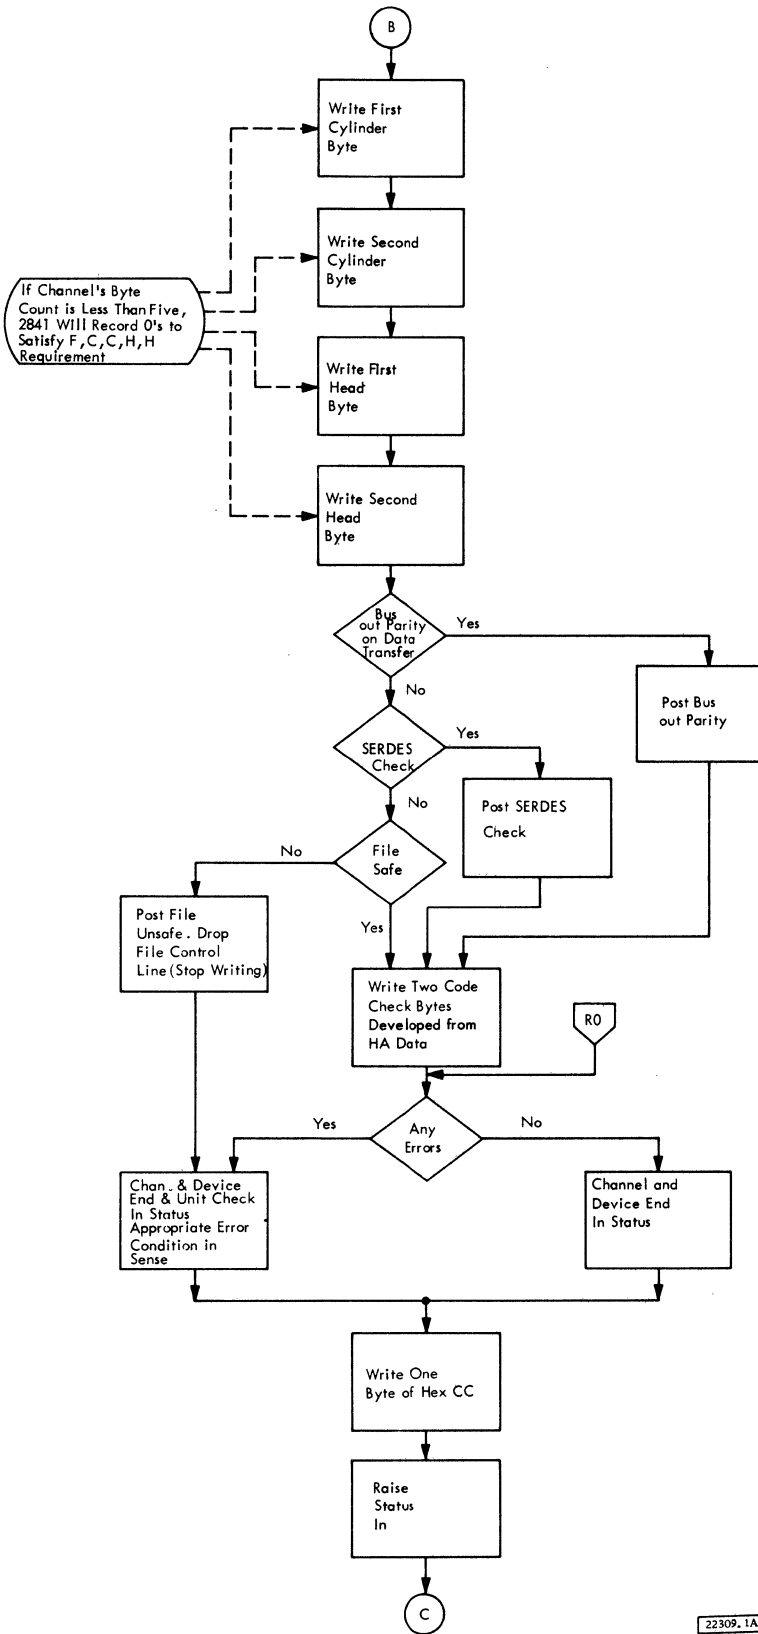 B
Write First
Cylinder
Byte
Write Second
Cylinder
Byte
If Channel's Byte
Count is Less Than Five,
2841 Will Record 0's to
Satisfy F,C,C,H,H
Requirement
Write First
Head
Byte
Write Second
Head
Byte
Bus
out Parity
on Data
Transfer
Yes
No
Post Bus
out Parity
SERDES
Check
Yes
No
Post SERDES
Check
File
Safe
No
Yes
Post File
Unsafe. Drop
File Control
Line (Stop Writing)
Write Two Code
Check Bytes
Developed from
HA Data
R0
Any
Errors
Yes
No
Chan. & Device
End & Unit Check
In Status
Appropriate Error
Condition in
Sense
Channel and
Device End
In Status
Write One
Byte of Hex CC
Raise
Status
In
C
22309.1A